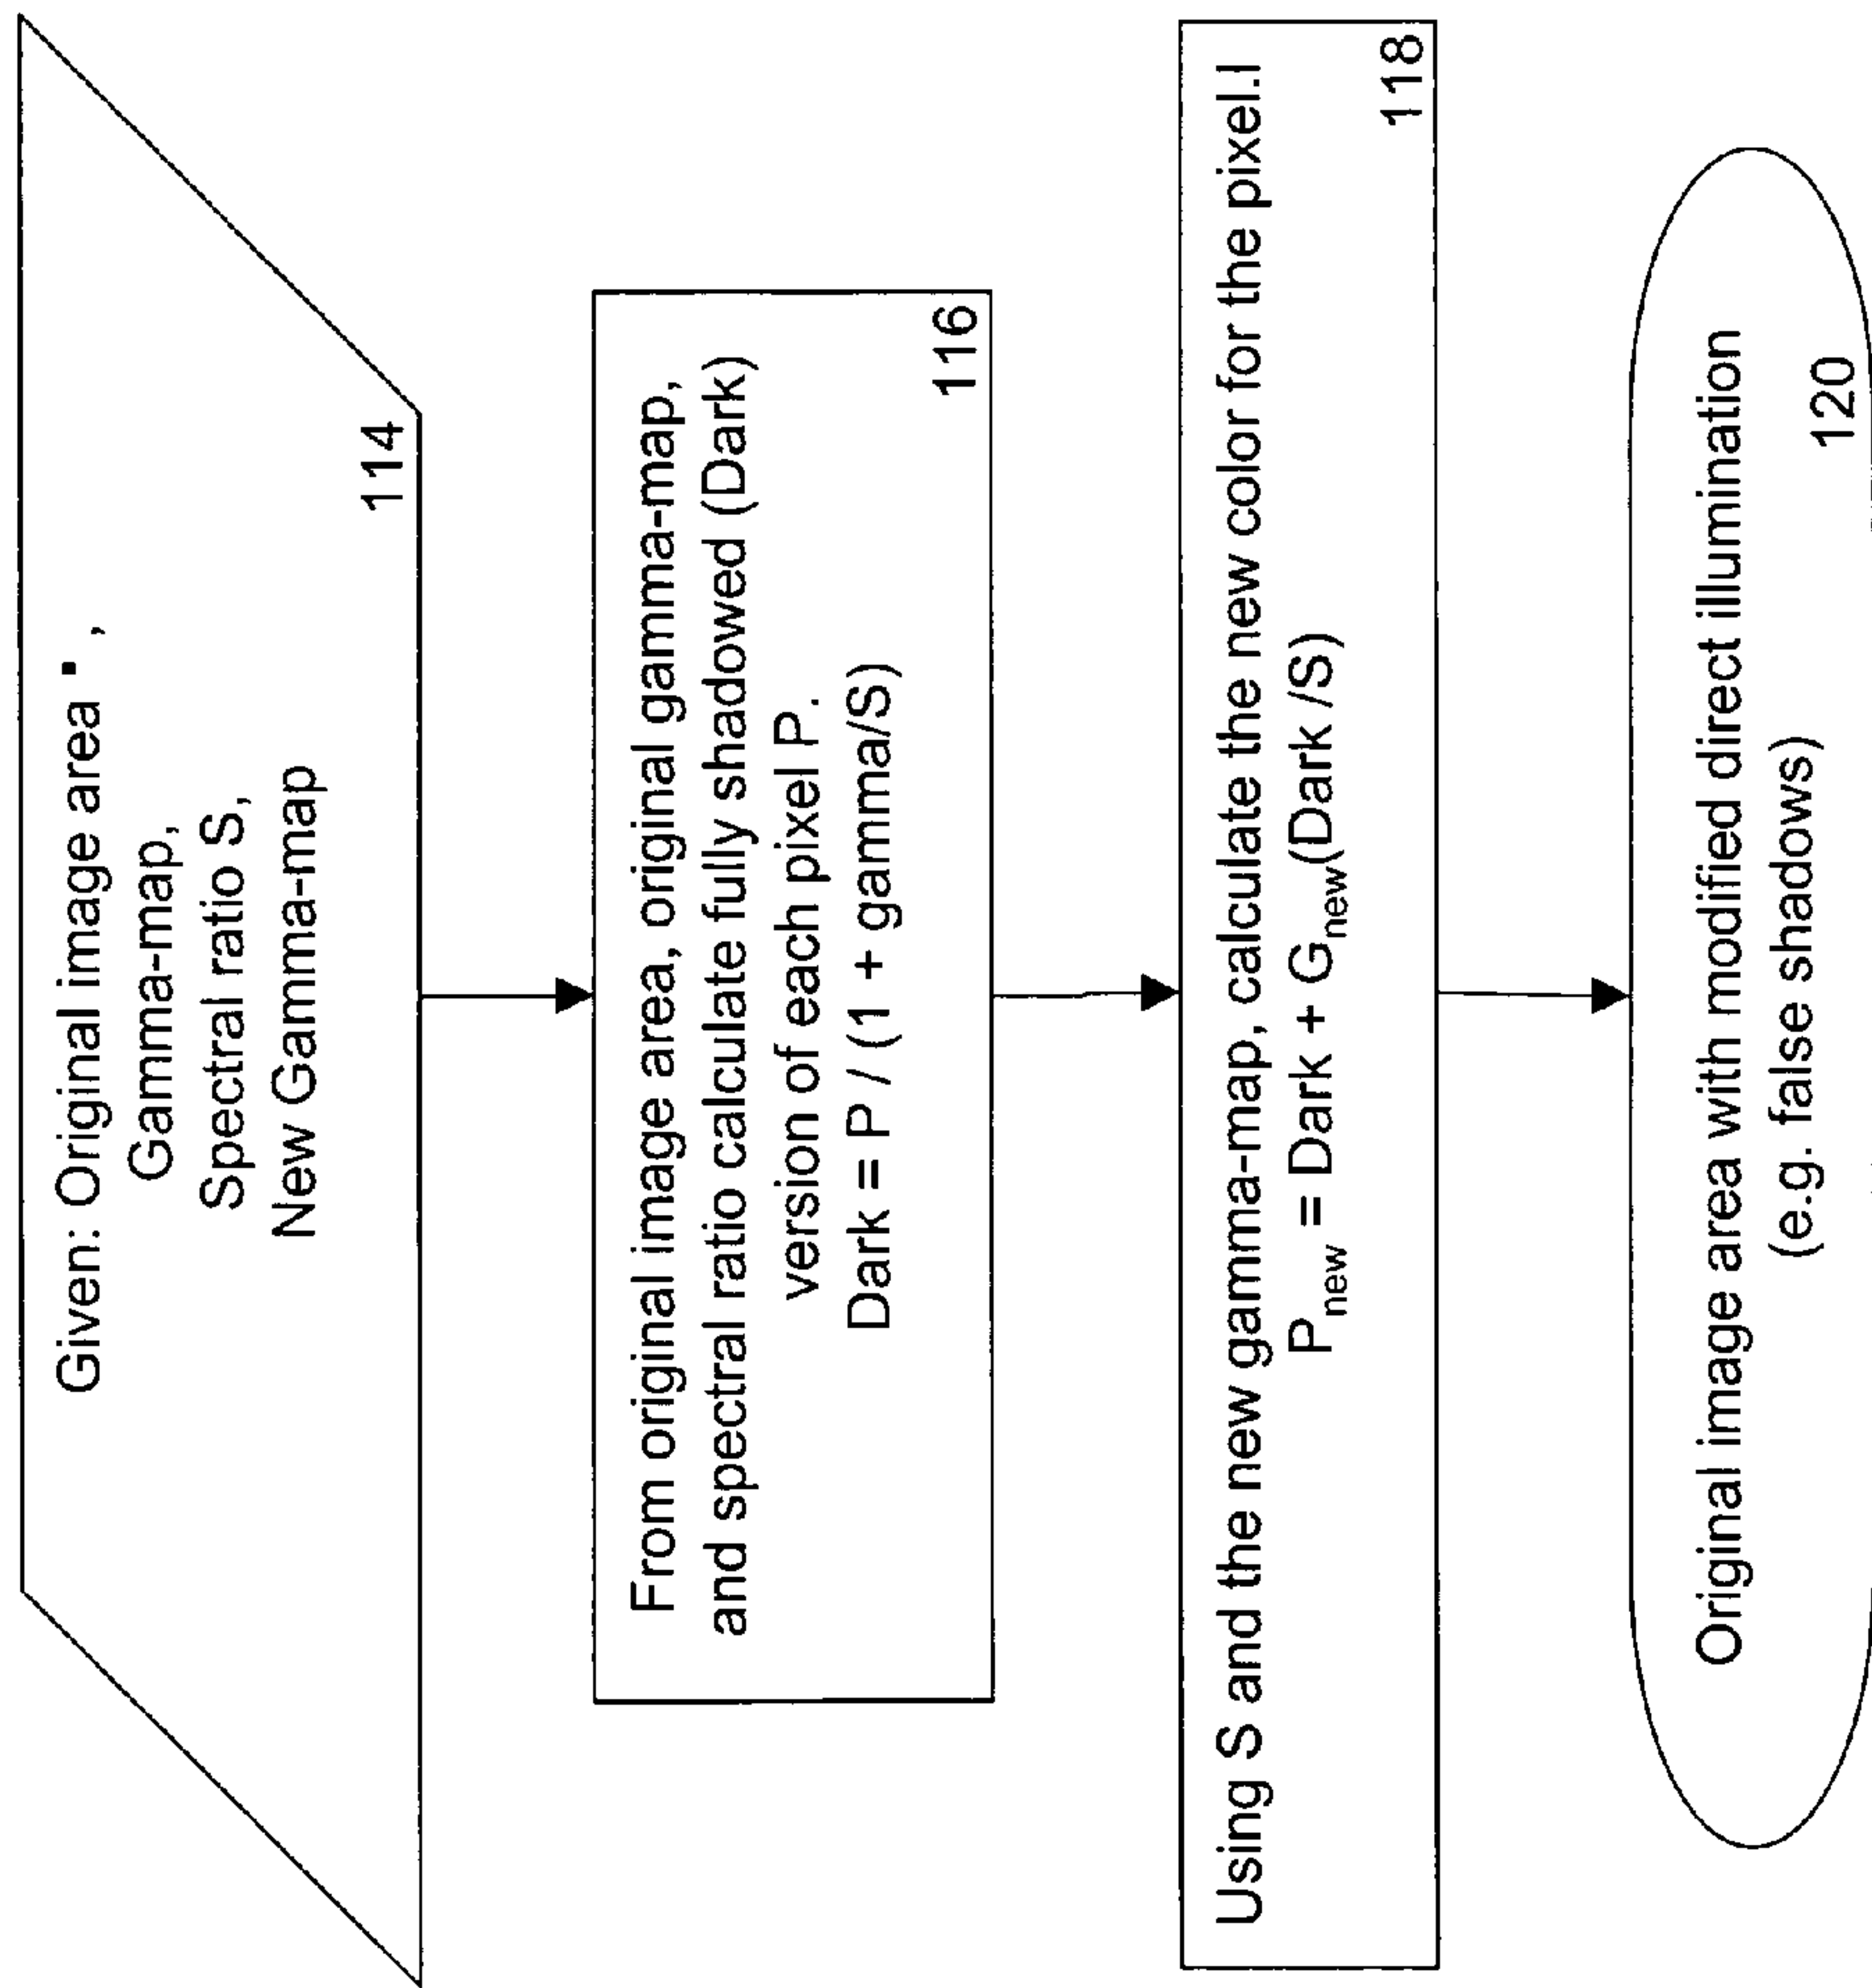 Given: Original image area ▪ ,
Gamma-map,
Spectral ratio S,
New Gamma-map
114
From original image area, original gamma-map,
and spectral ratio calculate fully shadowed (Dark)
version of each pixel P.
Dark = P / (1 + gamma/S)
116
Using S and the new gamma-map, calculate the new color for the pixel.I
P_new = Dark + G_new(Dark /S)
118
Original image area with modified direct illumination
(e.g. false shadows)
120